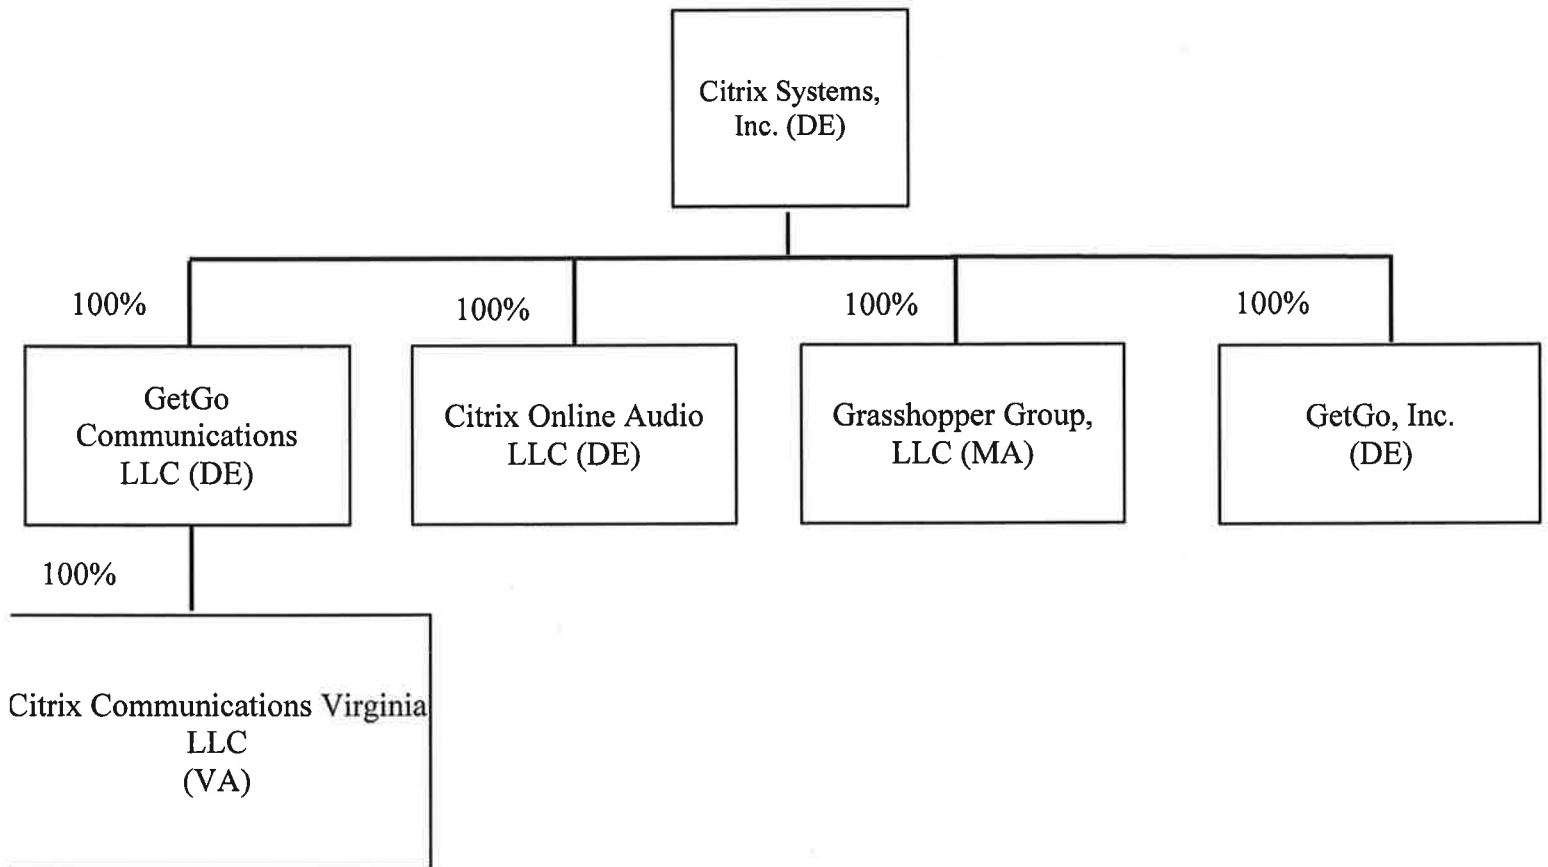 Citrix Systems,
Inc. (DE)
100%
100%
100%
100%
GetGo
Communications
LLC (DE)
Citrix Online Audio
LLC (DE)
Grasshopper Group,
LLC (MA)
GetGo, Inc.
(DE)
100%
Citrix Communications Virginia
LLC
(VA)